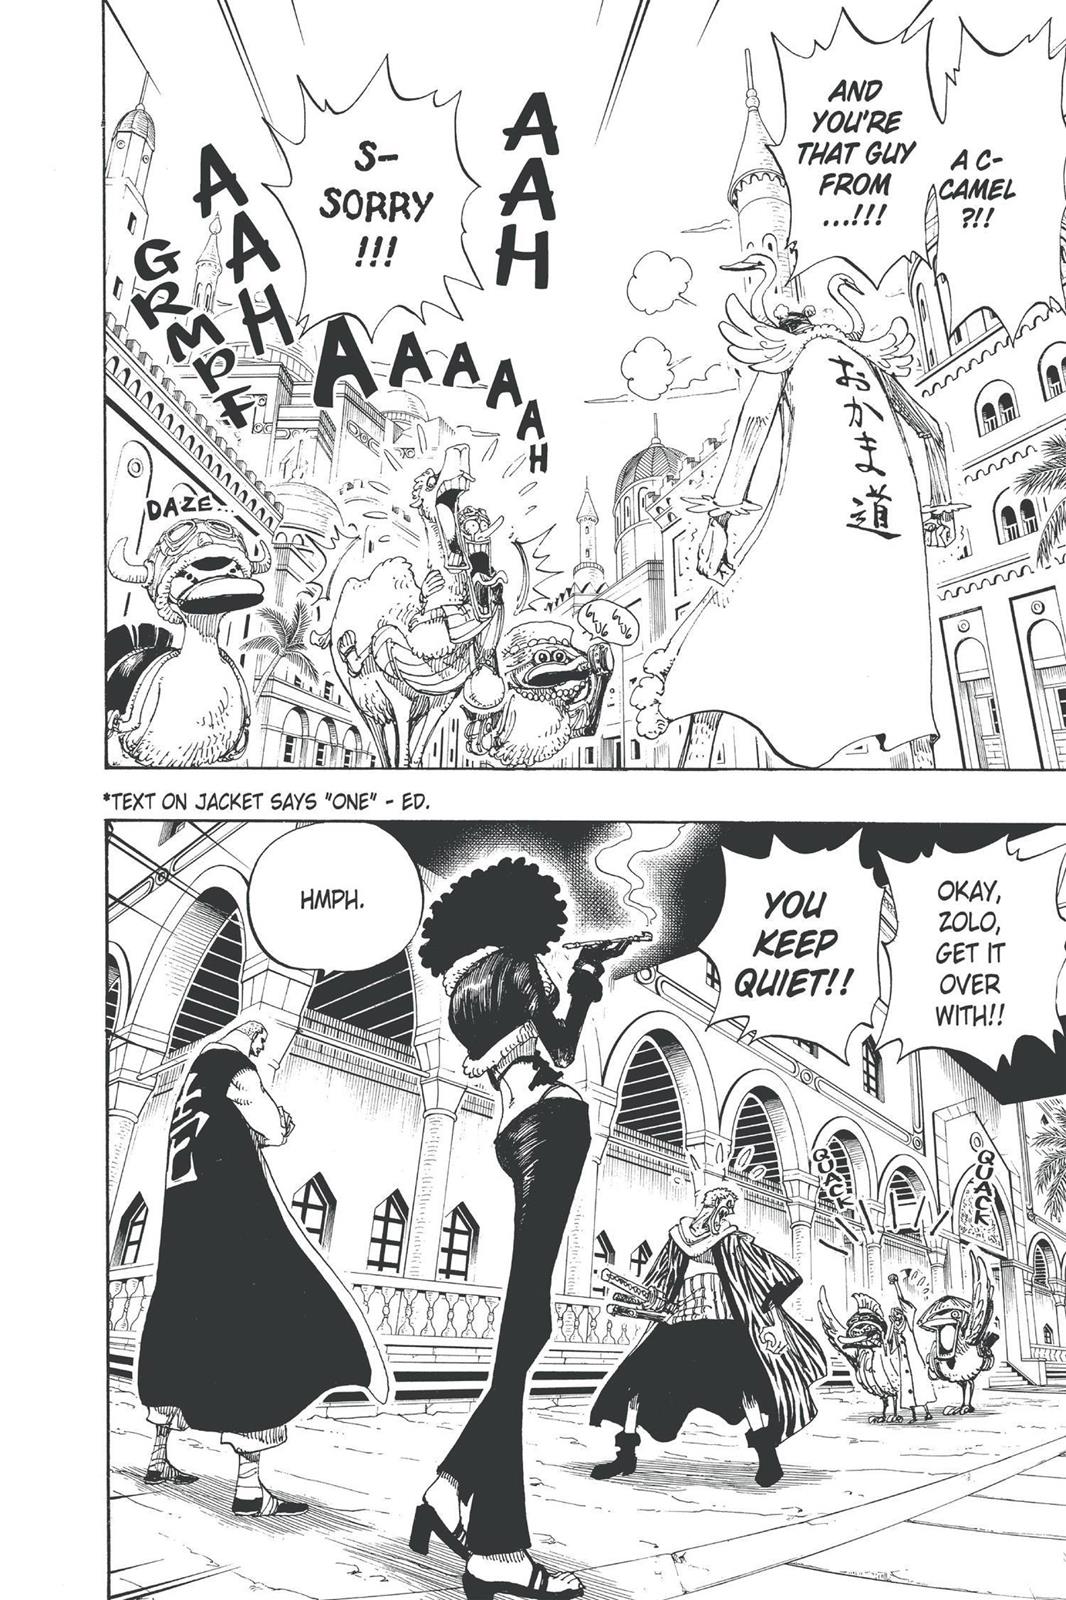 A C-
CAMEL
?!!
AND
YOU'RE
THAT GUY
FROM
...!!!
おかま道
AAH
S-
SORRY
!!!
AAAAAAH
AAAH
GRMPF
DAZE...
*TEXT ON JACKET SAYS "ONE" - ED.
OKAY,
ZOLO,
GET IT
OVER
WITH!!
YOU
KEEP
QUIET!!
HMPH.
QUACK
QUACK